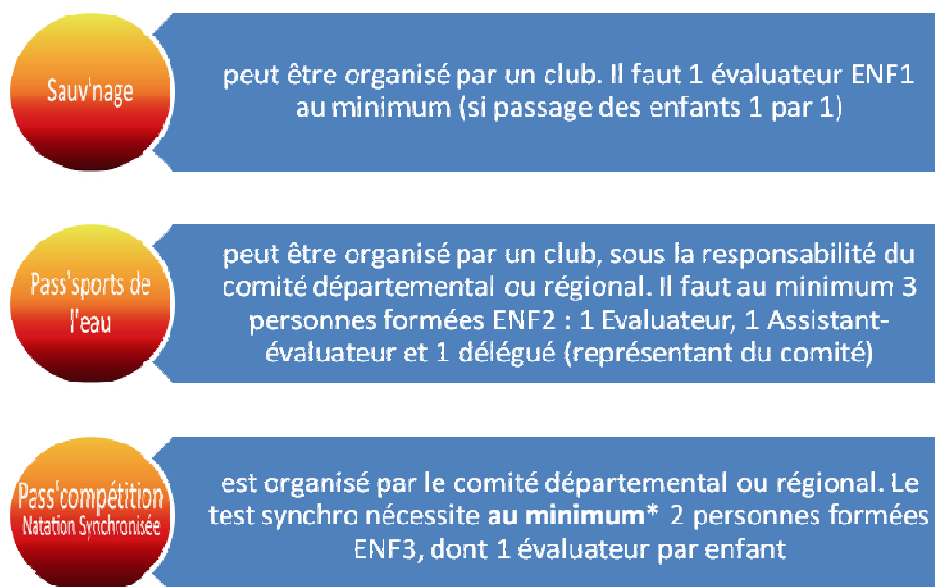 Sauv'nage
peut être organisé par un club. Il faut 1 évaluateur ENF1
au minimum (si passage des enfants 1 par 1)
Pass'sports de
l'eau
peut être organisé par un club, sous la responsabilité du
comité départemental ou régional. Il faut au minimum 3
personnes formées ENF2 : 1 Evaluateur, 1 Assistant-
évaluateur et 1 délégué (représentant du comité)
Pass'compétition
Natation Synchronisée
est organisé par le comité départemental ou régional. Le
test synchro nécessite au minimum* 2 personnes formées
ENF3, dont 1 évaluateur par enfant